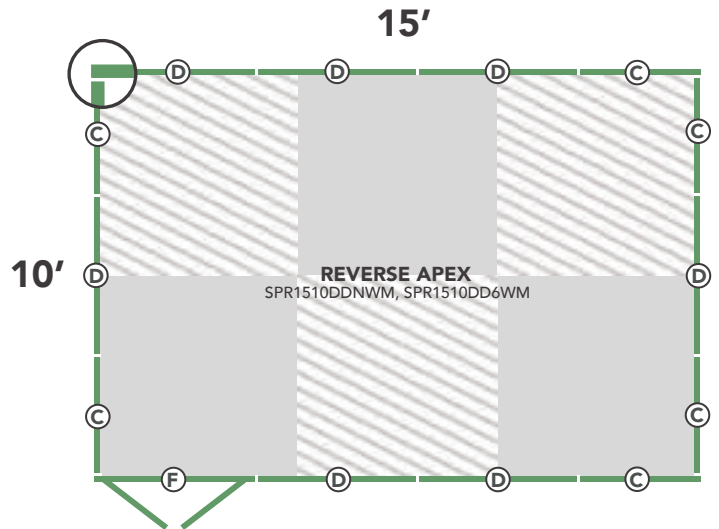 15′
D D D C
C C
10′ D D
REVERSE APEX
SPR1510DDNWM, SPR1510DD6WM
C C
F D D C